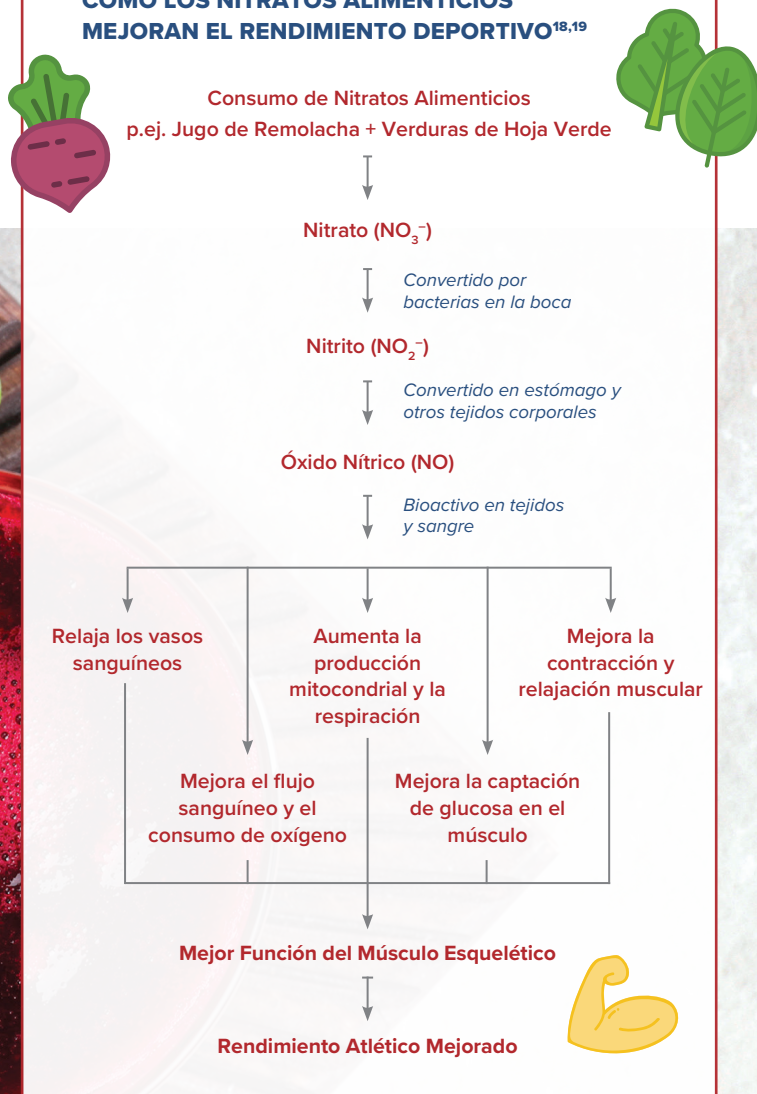 CÓMO LOS NITRATOS ALIMENTICIOS
MEJORAN EL RENDIMIENTO DEPORTIVO18,19
Consumo de Nitratos Alimenticios
p.ej. Jugo de Remolacha + Verduras de Hoja Verde
Nitrato (NO3–)
Convertido por
bacterias en la boca
Nitrito (NO2–)
Convertido en estómago y
otros tejidos corporales
Óxido Nítrico (NO)
Bioactivo en tejidos
y sangre
Relaja los vasos
sanguíneos
Aumenta la
producción
mitocondrial y la
respiración
Mejora la
contracción y
relajación muscular
Mejora el flujo
sanguíneo y el
consumo de oxígeno
Mejora la captación
de glucosa en el
músculo
Mejor Función del Músculo Esquelético
Rendimiento Atlético Mejorado